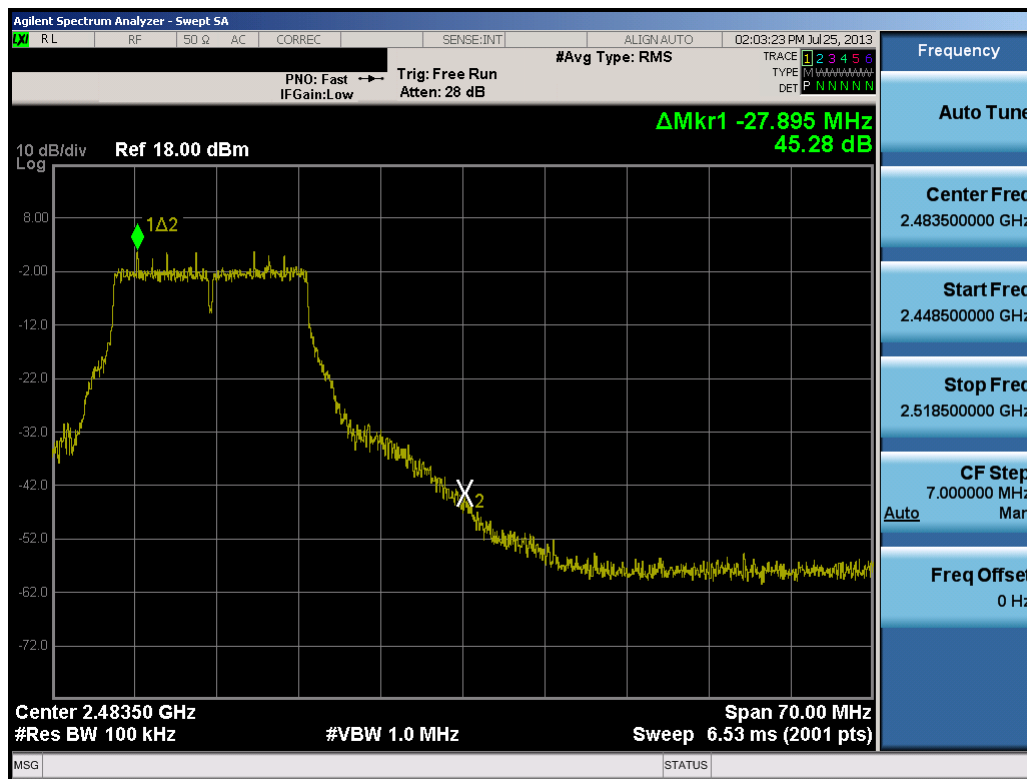 Agilent Spectrum Analyzer - Swept SA
LXI RL RF 50 Ω AC CORREC SENSE:INT ALIGN AUTO 02:03:23 PM Jul 25, 2013
PNO: Fast
IFGain:Low
Trig: Free Run
Atten: 28 dB
#Avg Type: RMS
TRACE 1 2 3 4 5 6
TYPE M WWWWW
DET P N N N N N
ΔMkr1 -27.895 MHz
45.28 dB
10 dB/div Ref 18.00 dBm
Log
8.00
-2.00
-12.0
-22.0
-32.0
-42.0
-52.0
-62.0
-72.0
1Δ2
X2
Center 2.48350 GHz Span 70.00 MHz
#Res BW 100 kHz #VBW 1.0 MHz Sweep 6.53 ms (2001 pts)
MSG STATUS
Frequency
Auto Tune
Center Freq
2.483500000 GHz
Start Freq
2.448500000 GHz
Stop Freq
2.518500000 GHz
CF Step
7.000000 MHz
Auto Man
Freq Offset
0 Hz